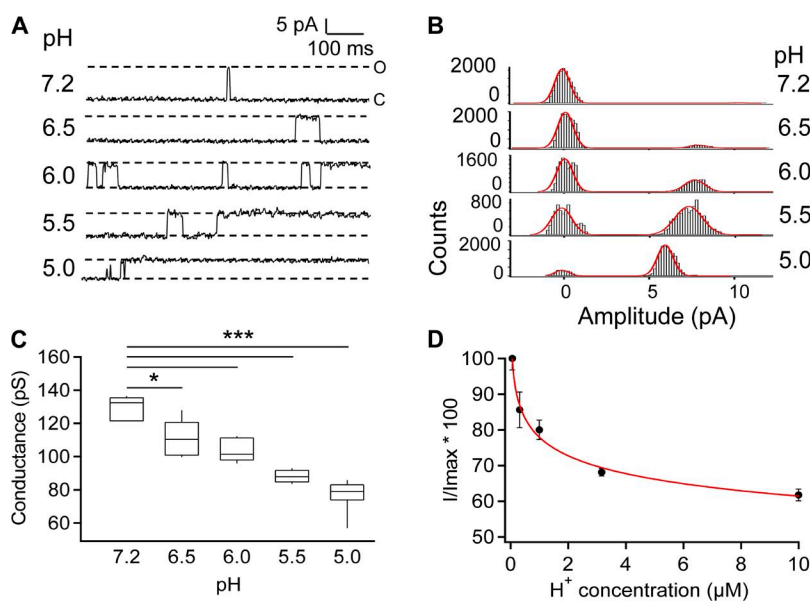 A
pH
5 pA
100 ms
7.2
O
C
6.5
6.0
5.5
5.0
B
pH
2000
0
7.2
2000
0
6.5
1600
0
6.0
800
0
5.5
2000
0
5.0
Counts
0 5 10
Amplitude (pA)
C
***
*
160
140
120
100
80
60
Conductance (pS)
7.2 6.5 6.0 5.5 5.0
pH
D
100
90
80
70
60
50
I/Imax * 100
0 2 4 6 8 10
H⁺ concentration (µM)